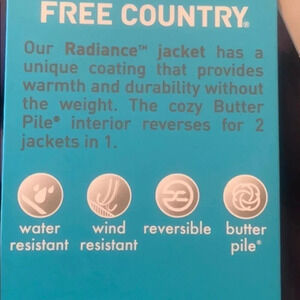 FREE COUNTRY®
Our Radiance™ jacket has a
unique coating that provides
warmth and durability without
the weight. The cozy Butter
Pile® interior reverses for 2
jackets in 1.
water resistant
wind resistant
reversible
butter pile®